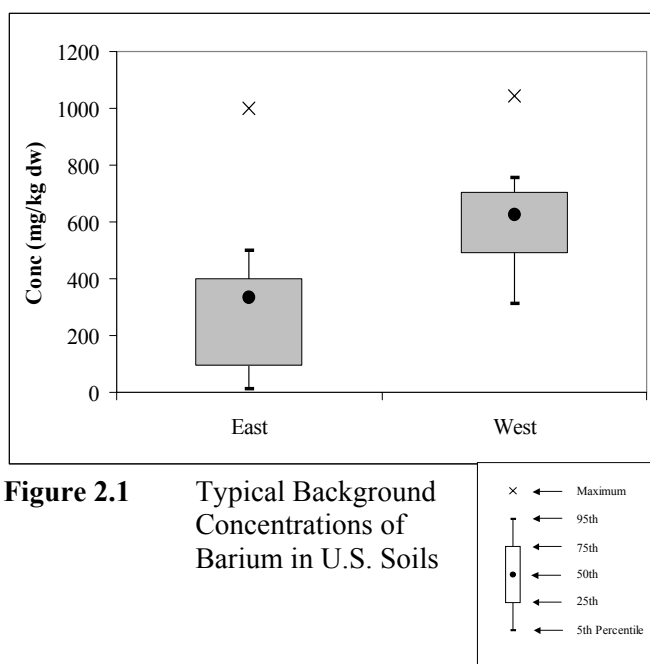 1200
1000
800
600
400
200
0
Conc (mg/kg dw)
East West
Figure 2.1 Typical Background
Concentrations of
Barium in U.S. Soils
Maximum
95th
75th
50th
25th
5th Percentile